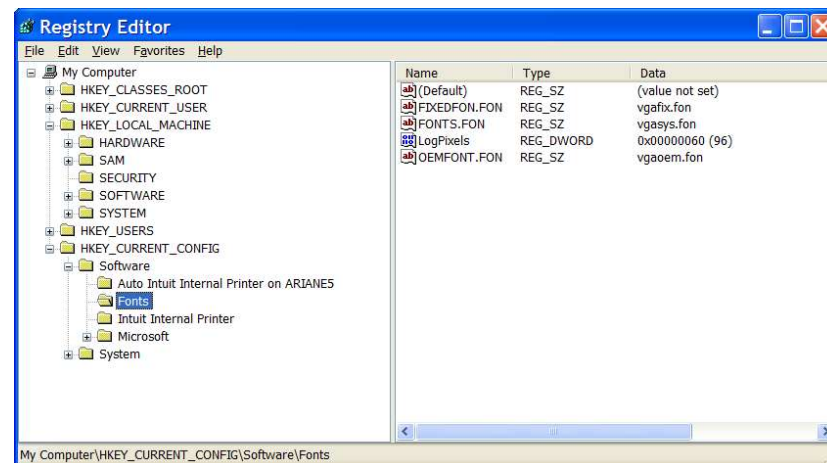 Registry Editor
File Edit View Favorites Help
My Computer
HKEY_CLASSES_ROOT
HKEY_CURRENT_USER
HKEY_LOCAL_MACHINE
HARDWARE
SAM
SECURITY
SOFTWARE
SYSTEM
HKEY_USERS
HKEY_CURRENT_CONFIG
Software
Auto Intuit Internal Printer on ARIANE5
Fonts
Intuit Internal Printer
Microsoft
System
Name Type Data
(Default) REG_SZ (value not set)
FIXEDFON.FON REG_SZ vgafix.fon
FONTS.FON REG_SZ vgasys.fon
LogPixels REG_DWORD 0x00000060 (96)
OEMFONT.FON REG_SZ vgaoem.fon
My Computer\HKEY_CURRENT_CONFIG\Software\Fonts